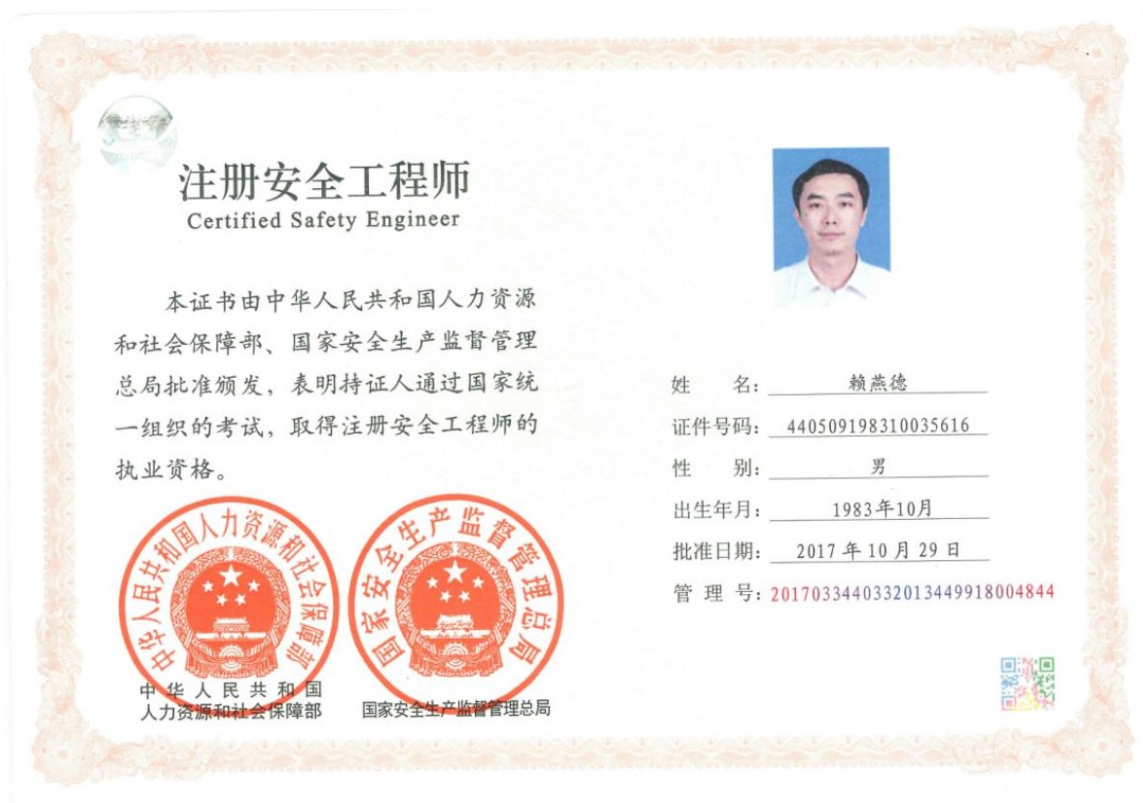 注册安全工程师
Certified Safety Engineer
本证书由中华人民共和国人力资源
和社会保障部、国家安全生产监督管理
总局批准颁发，表明持证人通过国家统
一组织的考试，取得注册安全工程师的
执业资格。
中华人民共和国人力资源和社会保障部
国家安全生产监督管理总局
中华人民共和国
人力资源和社会保障部
国家安全生产监督管理总局
姓 名：赖燕德
证件号码：440509198310035616
性 别：男
出生年月：1983年10月
批准日期：2017年10月29日
管 理 号：2017033440332013449918004844